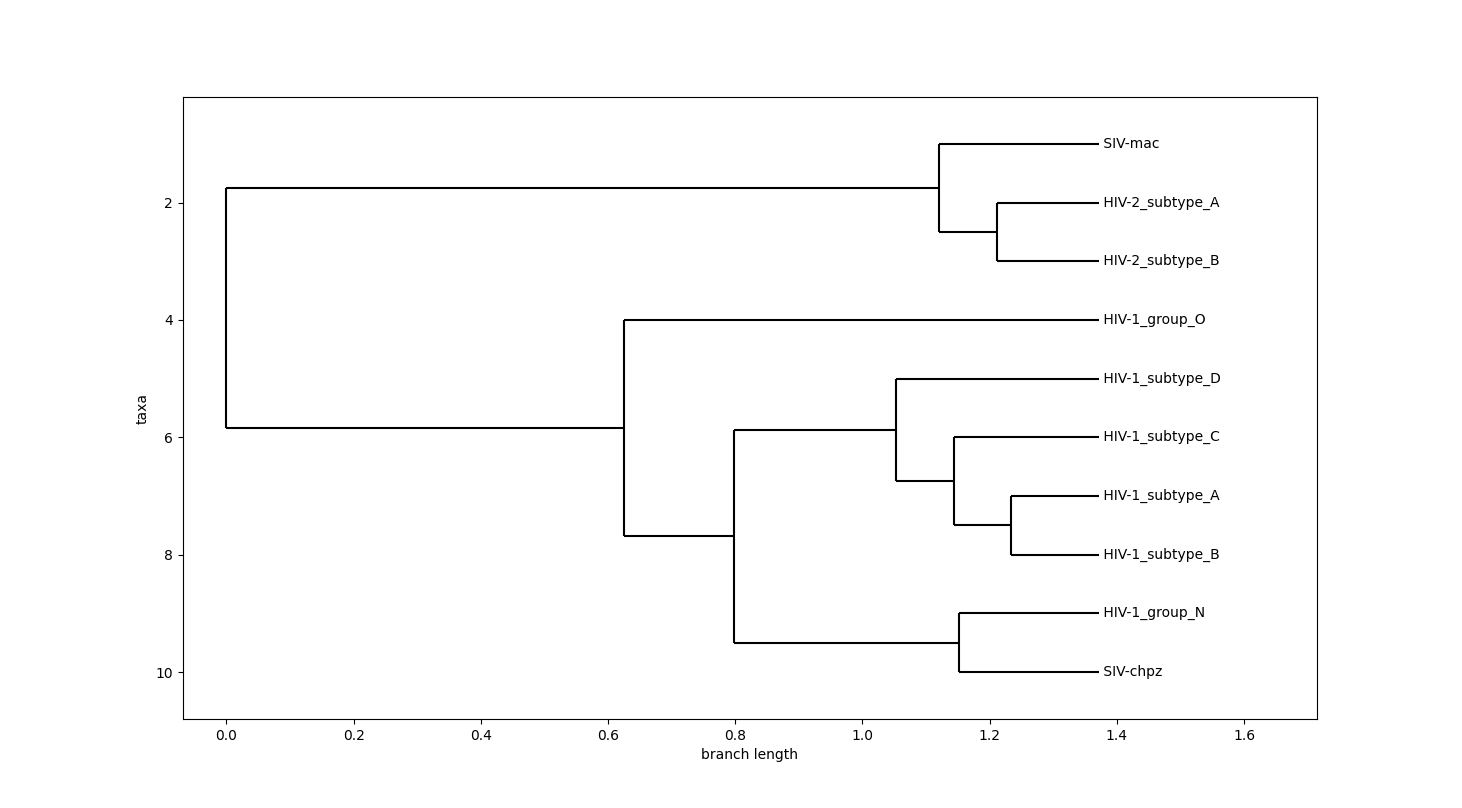 SIV-mac
2
HIV-2_subtype_A
HIV-2_subtype_B
4
HIV-1_group_O
HIV-1_subtype_D
taxa
6
HIV-1_subtype_C
HIV-1_subtype_A
8
HIV-1_subtype_B
HIV-1_group_N
10
SIV-chpz
0.0 0.2 0.4 0.6 0.8 1.0 1.2 1.4 1.6
branch length